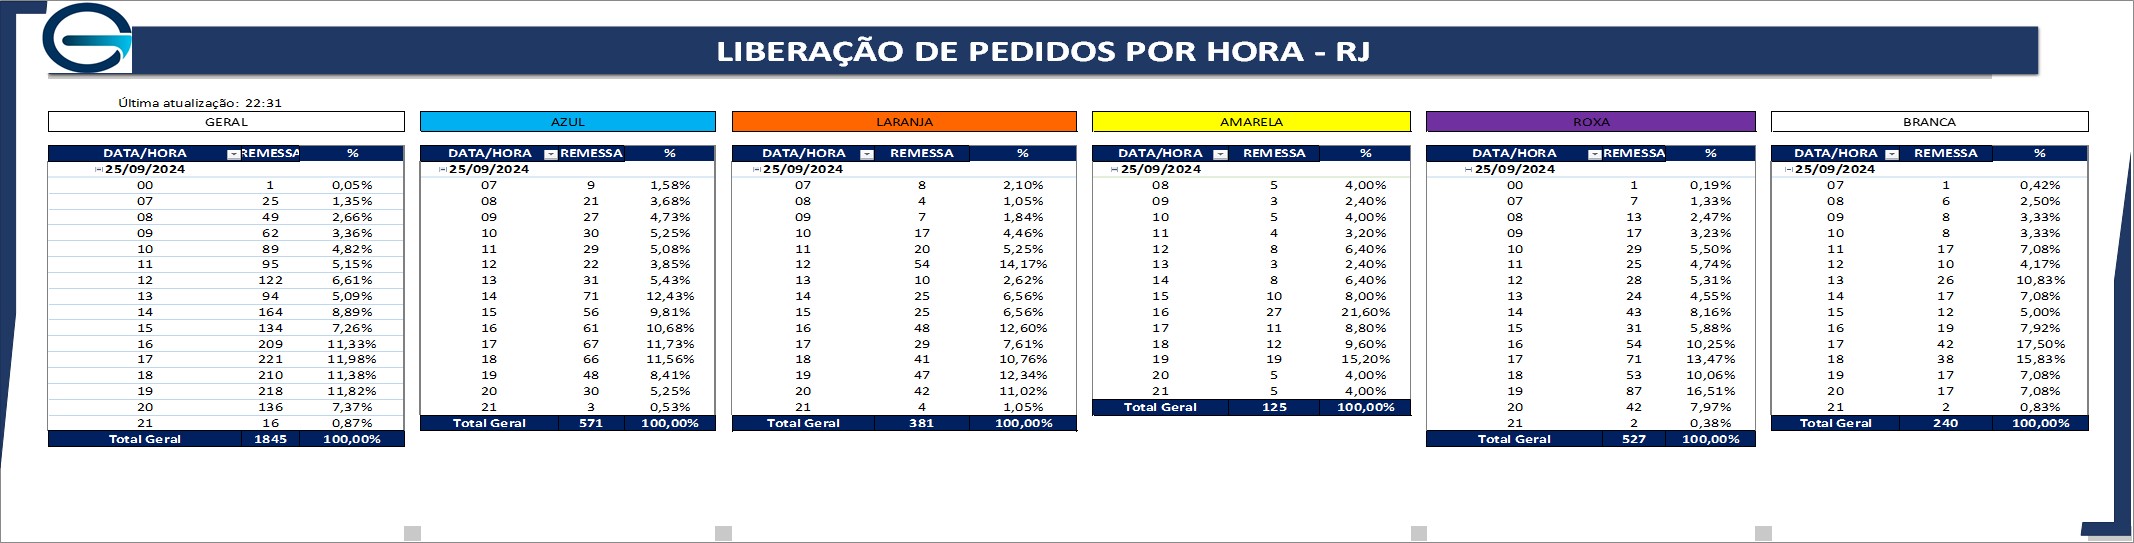 LIBERAÇÃO DE PEDIDOS POR HORA - RJ
Última atualização: 22:31
GERAL
DATA/HORA REMESSA %
25/09/2024
00 1 0,05%
07 25 1,35%
08 49 2,66%
09 62 3,36%
10 89 4,82%
11 95 5,15%
12 122 6,61%
13 94 5,09%
14 164 8,89%
15 134 7,26%
16 209 11,33%
17 221 11,98%
18 210 11,38%
19 218 11,82%
20 136 7,37%
21 16 0,87%
Total Geral 1845 100,00%
AZUL
DATA/HORA REMESSA %
25/09/2024
07 9 1,58%
08 21 3,68%
09 27 4,73%
10 30 5,25%
11 29 5,08%
12 22 3,85%
13 31 5,43%
14 71 12,43%
15 56 9,81%
16 61 10,68%
17 67 11,73%
18 66 11,56%
19 48 8,41%
20 30 5,25%
21 3 0,53%
Total Geral 571 100,00%
LARANJA
DATA/HORA REMESSA %
25/09/2024
07 8 2,10%
08 4 1,05%
09 7 1,84%
10 17 4,46%
11 20 5,25%
12 54 14,17%
13 10 2,62%
14 25 6,56%
15 25 6,56%
16 48 12,60%
17 29 7,61%
18 41 10,76%
19 47 12,34%
20 42 11,02%
21 4 1,05%
Total Geral 381 100,00%
AMARELA
DATA/HORA REMESSA %
25/09/2024
08 5 4,00%
09 3 2,40%
10 5 4,00%
11 4 3,20%
12 8 6,40%
13 3 2,40%
14 8 6,40%
15 10 8,00%
16 27 21,60%
17 11 8,80%
18 12 9,60%
19 19 15,20%
20 5 4,00%
21 5 4,00%
Total Geral 125 100,00%
ROXA
DATA/HORA REMESSA %
25/09/2024
00 1 0,19%
07 7 1,33%
08 13 2,47%
09 17 3,23%
10 29 5,50%
11 25 4,74%
12 28 5,31%
13 24 4,55%
14 43 8,16%
15 31 5,88%
16 54 10,25%
17 71 13,47%
18 53 10,06%
19 87 16,51%
20 42 7,97%
21 2 0,38%
Total Geral 527 100,00%
BRANCA
DATA/HORA REMESSA %
25/09/2024
07 1 0,42%
08 6 2,50%
09 8 3,33%
10 8 3,33%
11 17 7,08%
12 10 4,17%
13 26 10,83%
14 17 7,08%
15 12 5,00%
16 19 7,92%
17 42 17,50%
18 38 15,83%
19 17 7,08%
20 17 7,08%
21 2 0,83%
Total Geral 240 100,00%